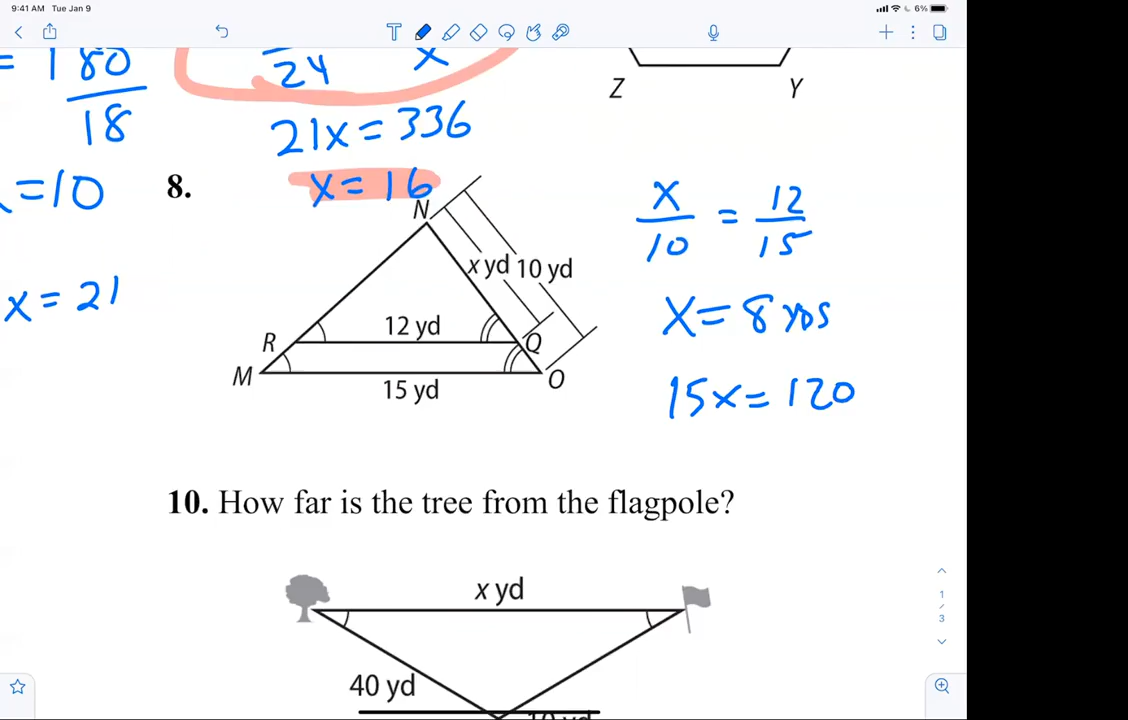 9:41 AM Tue Jan 9
6%
= 180
18
24 x
21x = 336
x = 16
=10
x = 21
Z Y
8.
N
x yd 10 yd
12 yd
R
Q
M
O
15 yd
x/10 = 12/15
x = 8 yds
15x = 120
10. How far is the tree from the flagpole?
x yd
40 yd
1
/
3